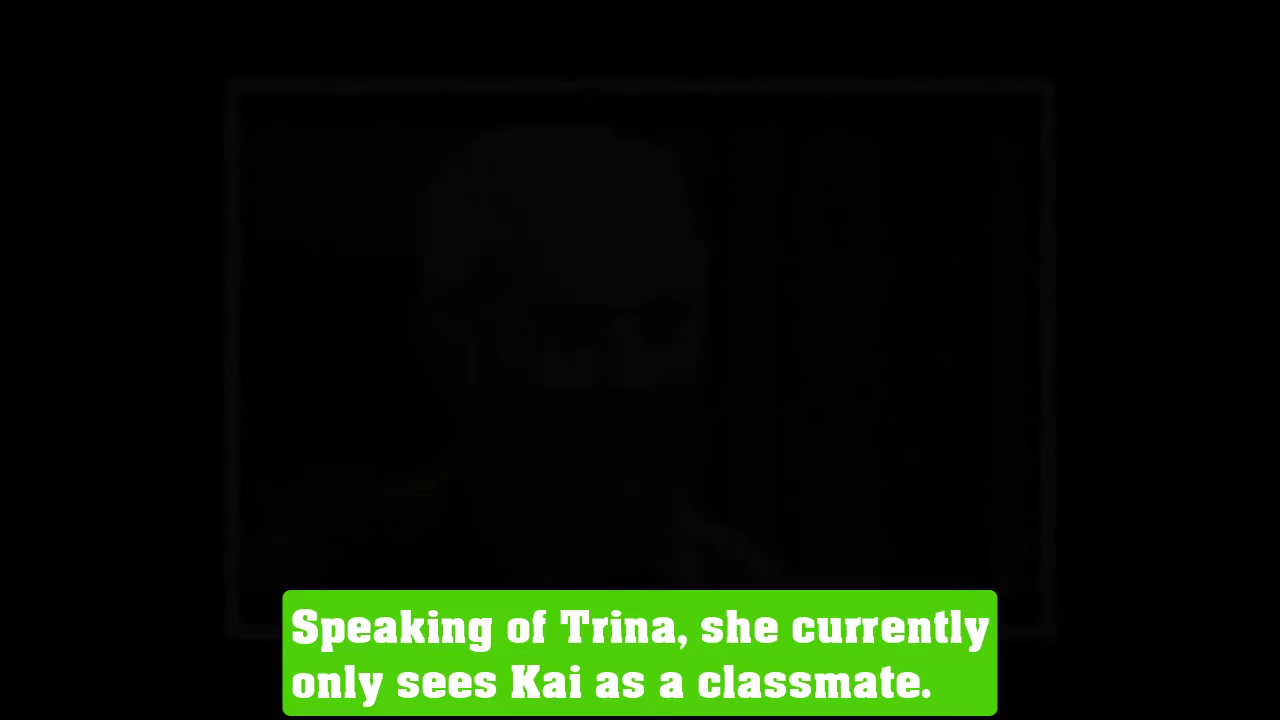 Speaking of Trina, she currently
only sees Kai as a classmate.